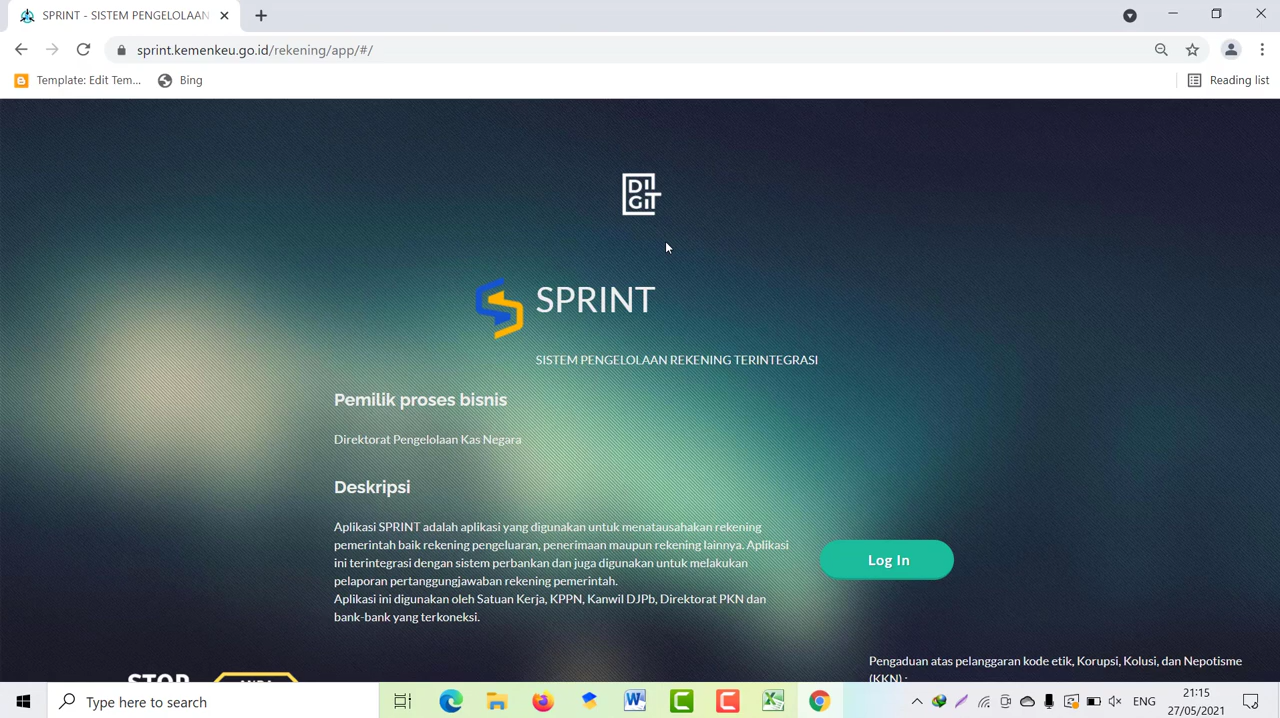 SPRINT - SISTEM PENGELOLAAN
sprint.kemenkeu.go.id/rekening/app/#/
Template: Edit Tem...
Bing
Reading list
DIGIT
SPRINT
SISTEM PENGELOLAAN REKENING TERINTEGRASI
Pemilik proses bisnis
Direktorat Pengelolaan Kas Negara
Deskripsi
Aplikasi SPRINT adalah aplikasi yang digunakan untuk menatausahakan rekening
pemerintah baik rekening pengeluaran, penerimaan maupun rekening lainnya. Aplikasi
ini terintegrasi dengan sistem perbankan dan juga digunakan untuk melakukan
pelaporan pertanggungjawaban rekening pemerintah.
Aplikasi ini digunakan oleh Satuan Kerja, KPPN, Kanwil DJPb, Direktorat PKN dan
bank-bank yang terkoneksi.
Log In
STOP
Pengaduan atas pelanggaran kode etik, Korupsi, Kolusi, dan Nepotisme
(KKN) :
Type here to search
ENG
21:15
27/05/2021